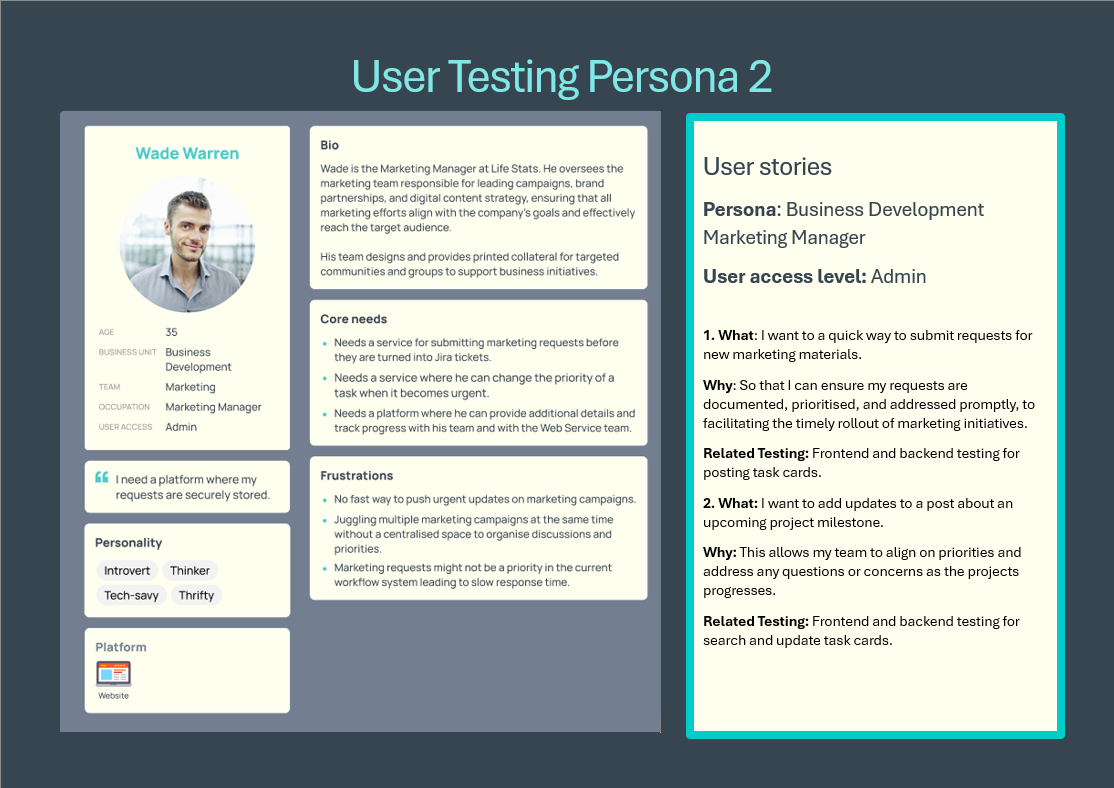 User Testing Persona 2
Wade Warren
AGE 35
BUSINESS UNIT Business
Development
TEAM Marketing
OCCUPATION Marketing Manager
USER ACCESS Admin
“ I need a platform where my
requests are securely stored.
Personality
Introvert Thinker
Tech-savy Thrifty
Platform
Website
Bio
Wade is the Marketing Manager at Life Stats. He oversees the
marketing team responsible for leading campaigns, brand
partnerships, and digital content strategy, ensuring that all
marketing efforts align with the company's goals and effectively
reach the target audience.
His team designs and provides printed collateral for targeted
communities and groups to support business initiatives.
Core needs
• Needs a service for submitting marketing requests before
they are turned into Jira tickets.
• Needs a service where he can change the priority of a
task when it becomes urgent.
• Needs a platform where he can provide additional details and
track progress with his team and with the Web Service team.
Frustrations
• No fast way to push urgent updates on marketing campaigns.
• Juggling multiple marketing campaigns at the same time
without a centralised space to organise discussions and
priorities.
• Marketing requests might not be a priority in the current
workflow system leading to slow response time.
User stories
Persona: Business Development
Marketing Manager
User access level: Admin
1. What: I want to a quick way to submit requests for
new marketing materials.
Why: So that I can ensure my requests are
documented, prioritised, and addressed promptly, to
facilitating the timely rollout of marketing initiatives.
Related Testing: Frontend and backend testing for
posting task cards.
2. What: I want to add updates to a post about an
upcoming project milestone.
Why: This allows my team to align on priorities and
address any questions or concerns as the projects
progresses.
Related Testing: Frontend and backend testing for
search and update task cards.